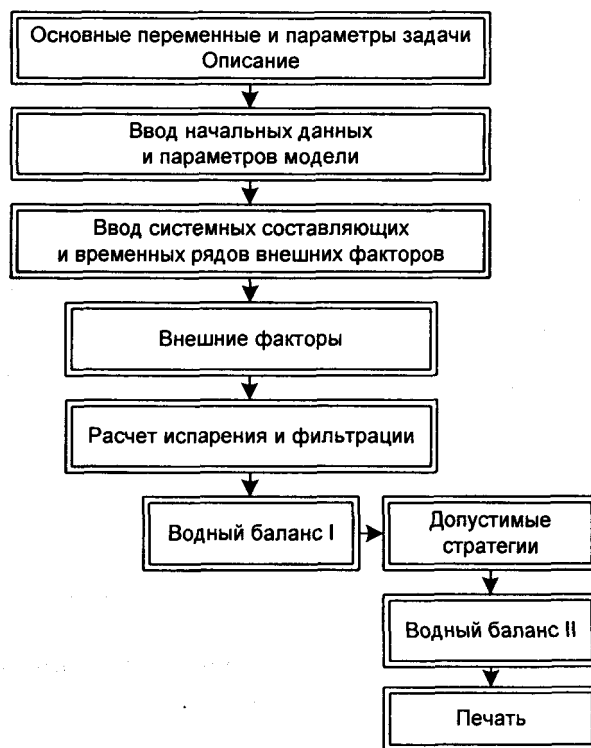 Основные переменные и параметры задачи
Описание
Ввод начальных данных
и параметров модели
Ввод системных составляющих
и временных рядов внешних факторов
Внешние факторы
Расчет испарения и фильтрации
Водный баланс I
Допустимые
стратегии
Водный баланс II
Печать